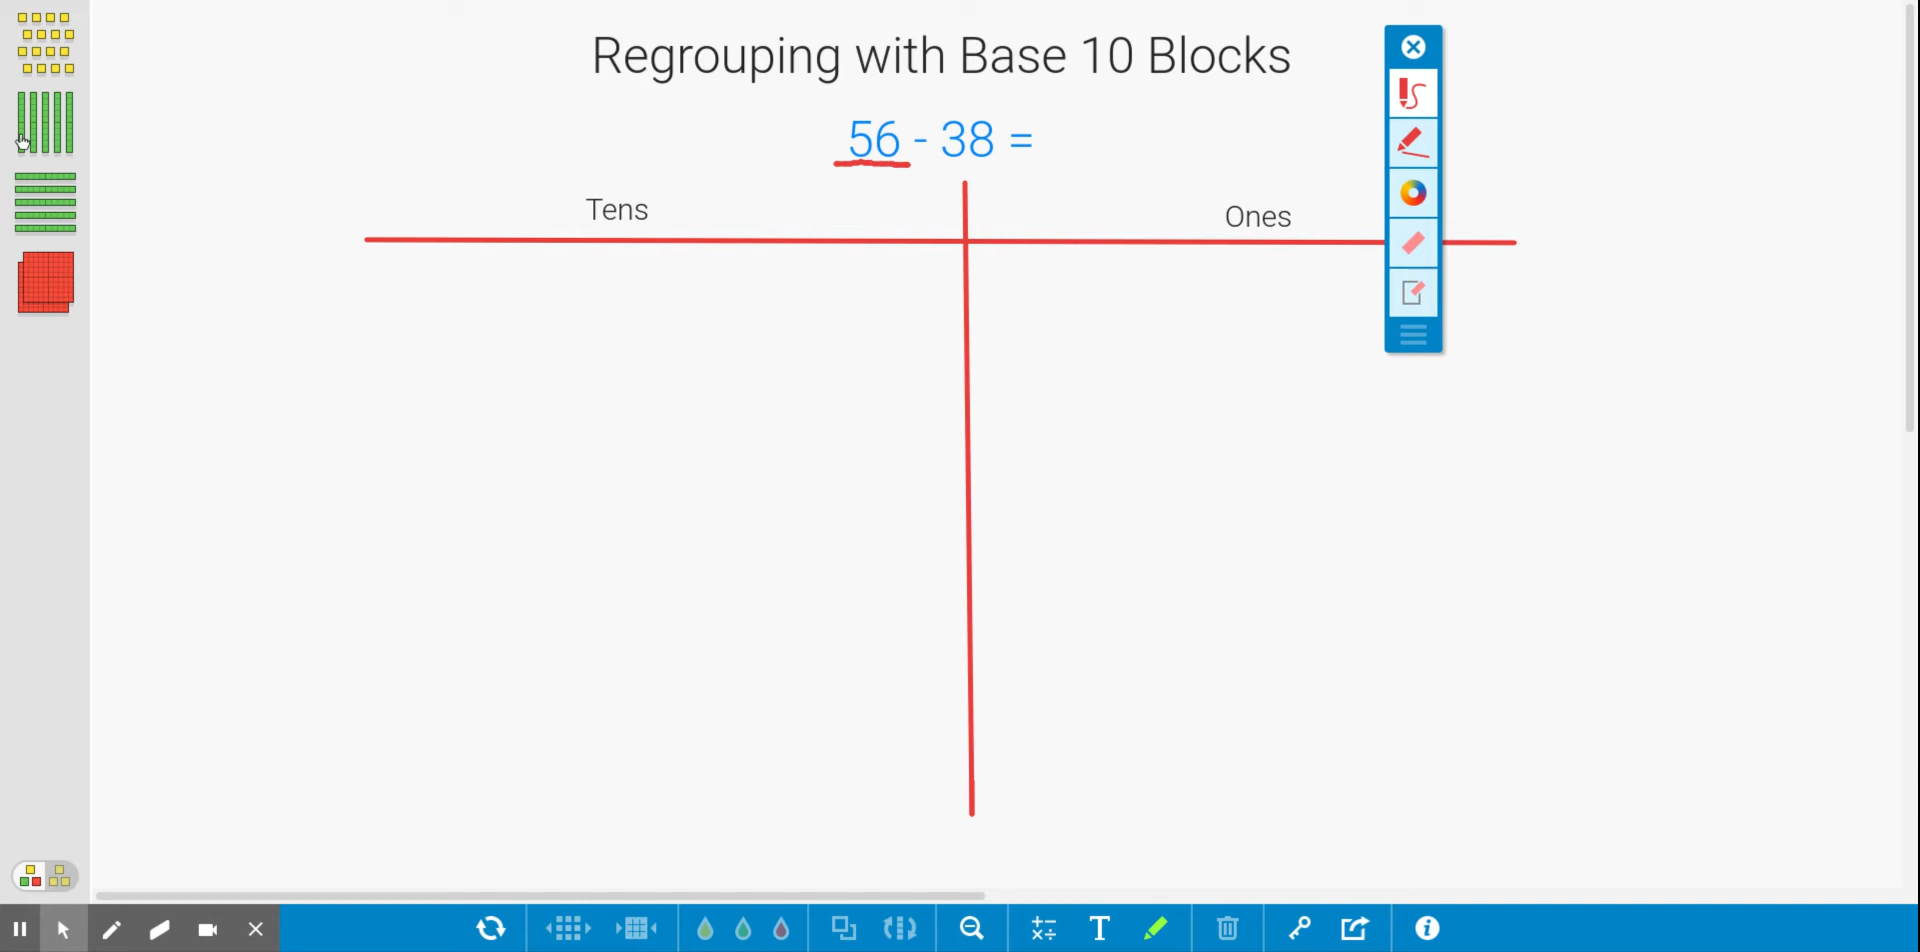 Regrouping with Base 10 Blocks
56 - 38 =
Tens
Ones